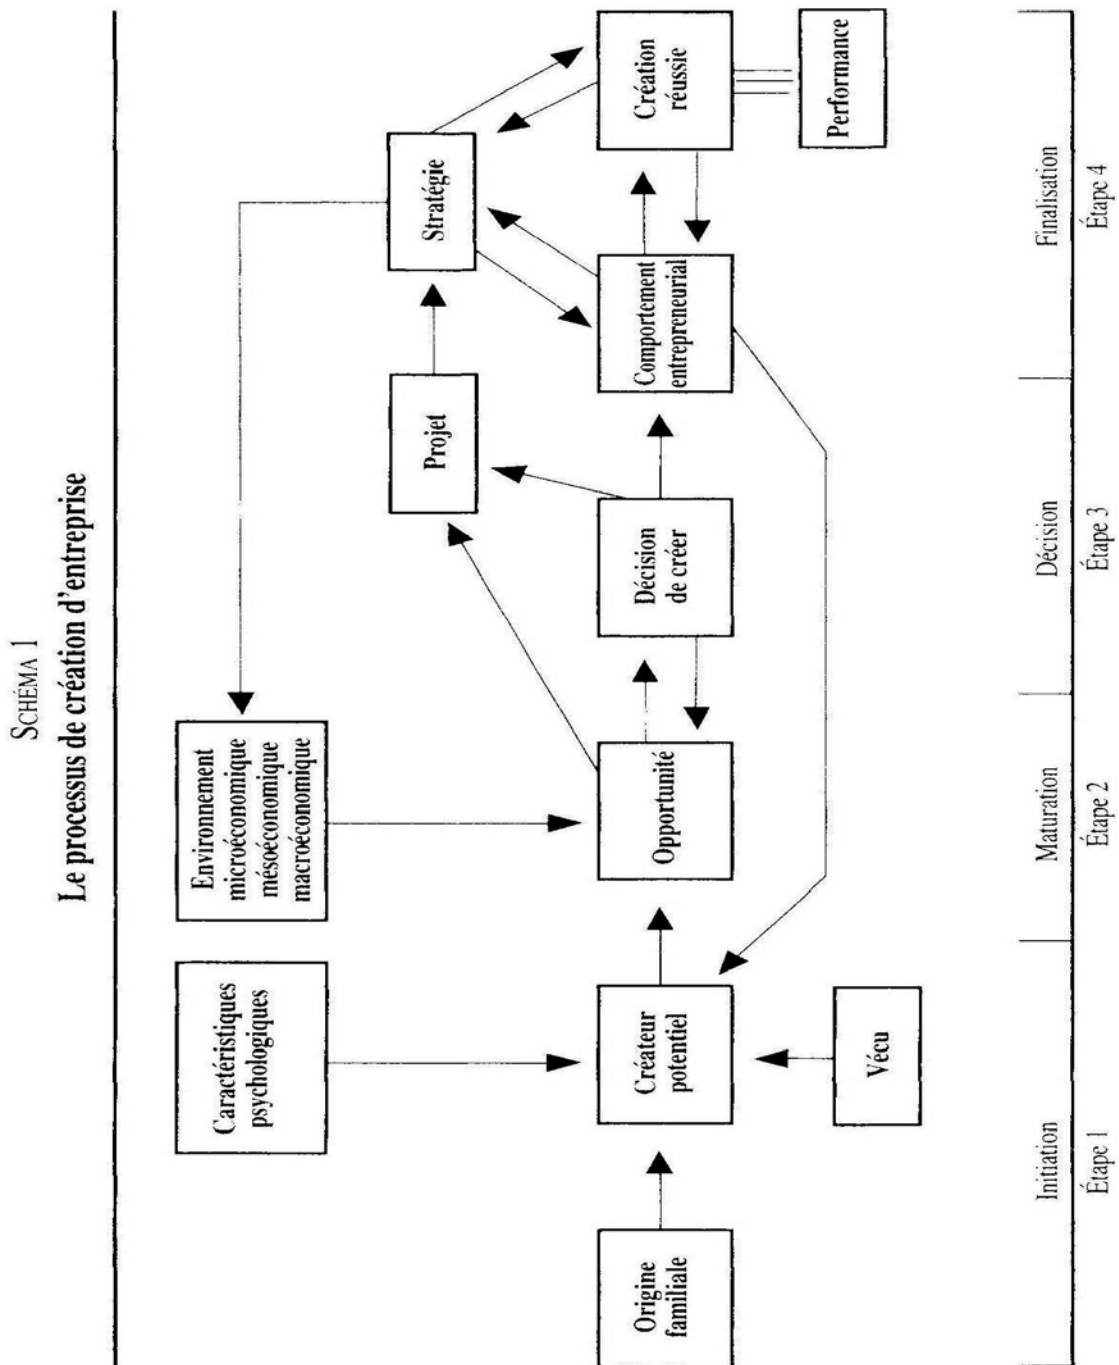 SCHÉMA 1
Le processus de création d'entreprise
Caractéristiques
psychologiques
Environnement
microéconomique
mésoéconomique
macroéconomique
Projet
Stratégie
Origine
familiale
Créateur
potentiel
Opportunité
Décision
de créer
Comportement
entrepreneurial
Création
réussie
Vécu
Performance
Initiation
Maturation
Décision
Finalisation
Étape 1
Étape 2
Étape 3
Étape 4